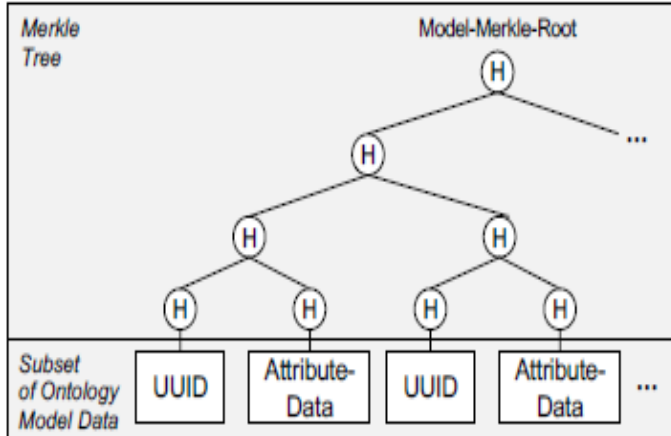 Merkle
Tree
Model-Merkle-Root
H
...
H
H
H
H
H
H
H
Subset
of Ontology
Model Data
UUID
Attribute-
Data
UUID
Attribute-
Data
...